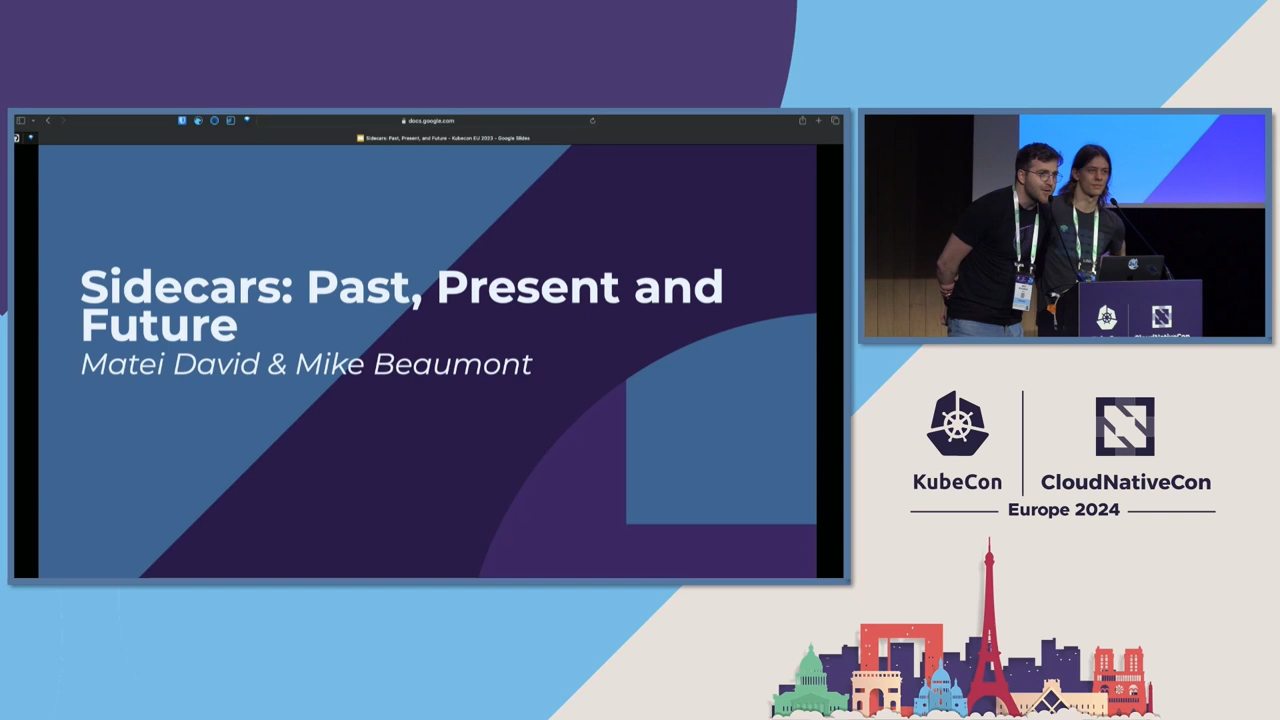 docs.google.com
Sidecars: Past, Present, and Future - Kubecon EU 2023 - Google Slides
Sidecars: Past, Present and
Future
Matei David & Mike Beaumont
KubeCon
CloudNativeCon
Europe 2024